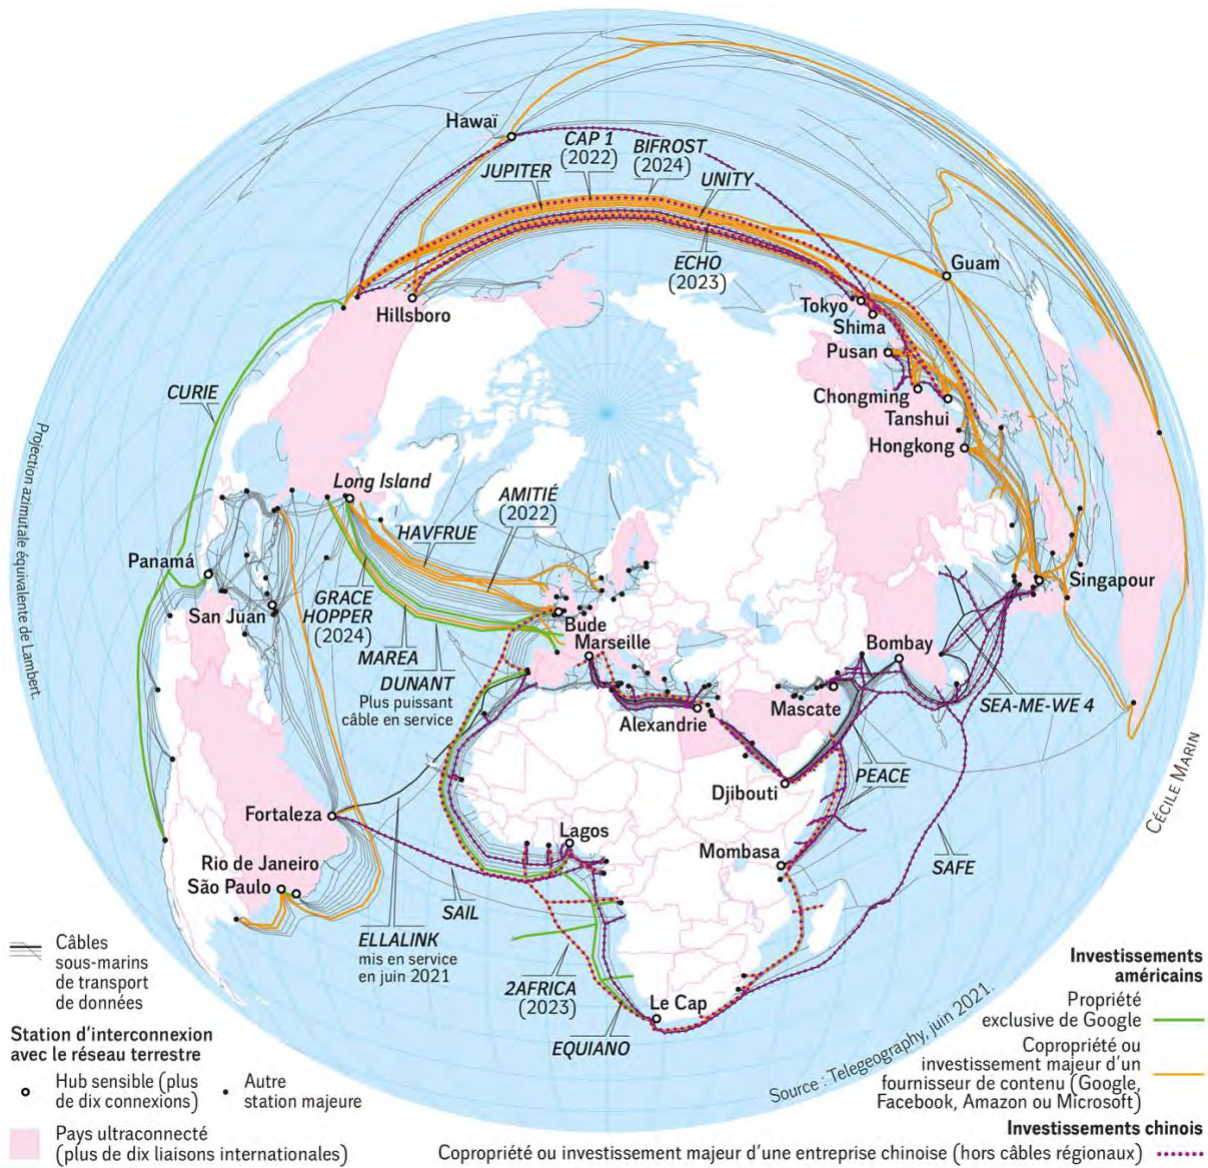 Hawaï
CAP 1
(2022)
BIFROST
(2024)
JUPITER
UNITY
ECHO
(2023)
Guam
Hillsboro
Tokyo
Shima
Pusan
Chongming
Tanshui
Hongkong
CURIE
Projection azimutale équivalente de Lambert.
Long Island
AMITIÉ
(2022)
HAVFRUE
Panamá
San Juan
GRACE
HOPPER
(2024)
MAREA
DUNANT
Plus puissant
câble en service
Bude
Marseille
Alexandrie
Mascate
Bombay
Singapour
SEA-ME-WE 4
PEACE
Djibouti
CÉCILE MARIN
Fortaleza
Lagos
Mombasa
SAFE
Rio de Janeiro
São Paulo
SAIL
ELLALINK
mis en service
en juin 2021
2AFRICA
(2023)
Le Cap
EQUIANO
Source : Telegeography, juin 2021.
Câbles
sous-marins
de transport
de données
Station d'interconnexion
avec le réseau terrestre
Hub sensible (plus
de dix connexions)
Autre
station majeure
Pays ultraconnecté
(plus de dix liaisons internationales)
Investissements
américains
Propriété
exclusive de Google
Copropriété ou
investissement majeur d'un
fournisseur de contenu (Google,
Facebook, Amazon ou Microsoft)
Investissements chinois
Copropriété ou investissement majeur d'une entreprise chinoise (hors câbles régionaux)